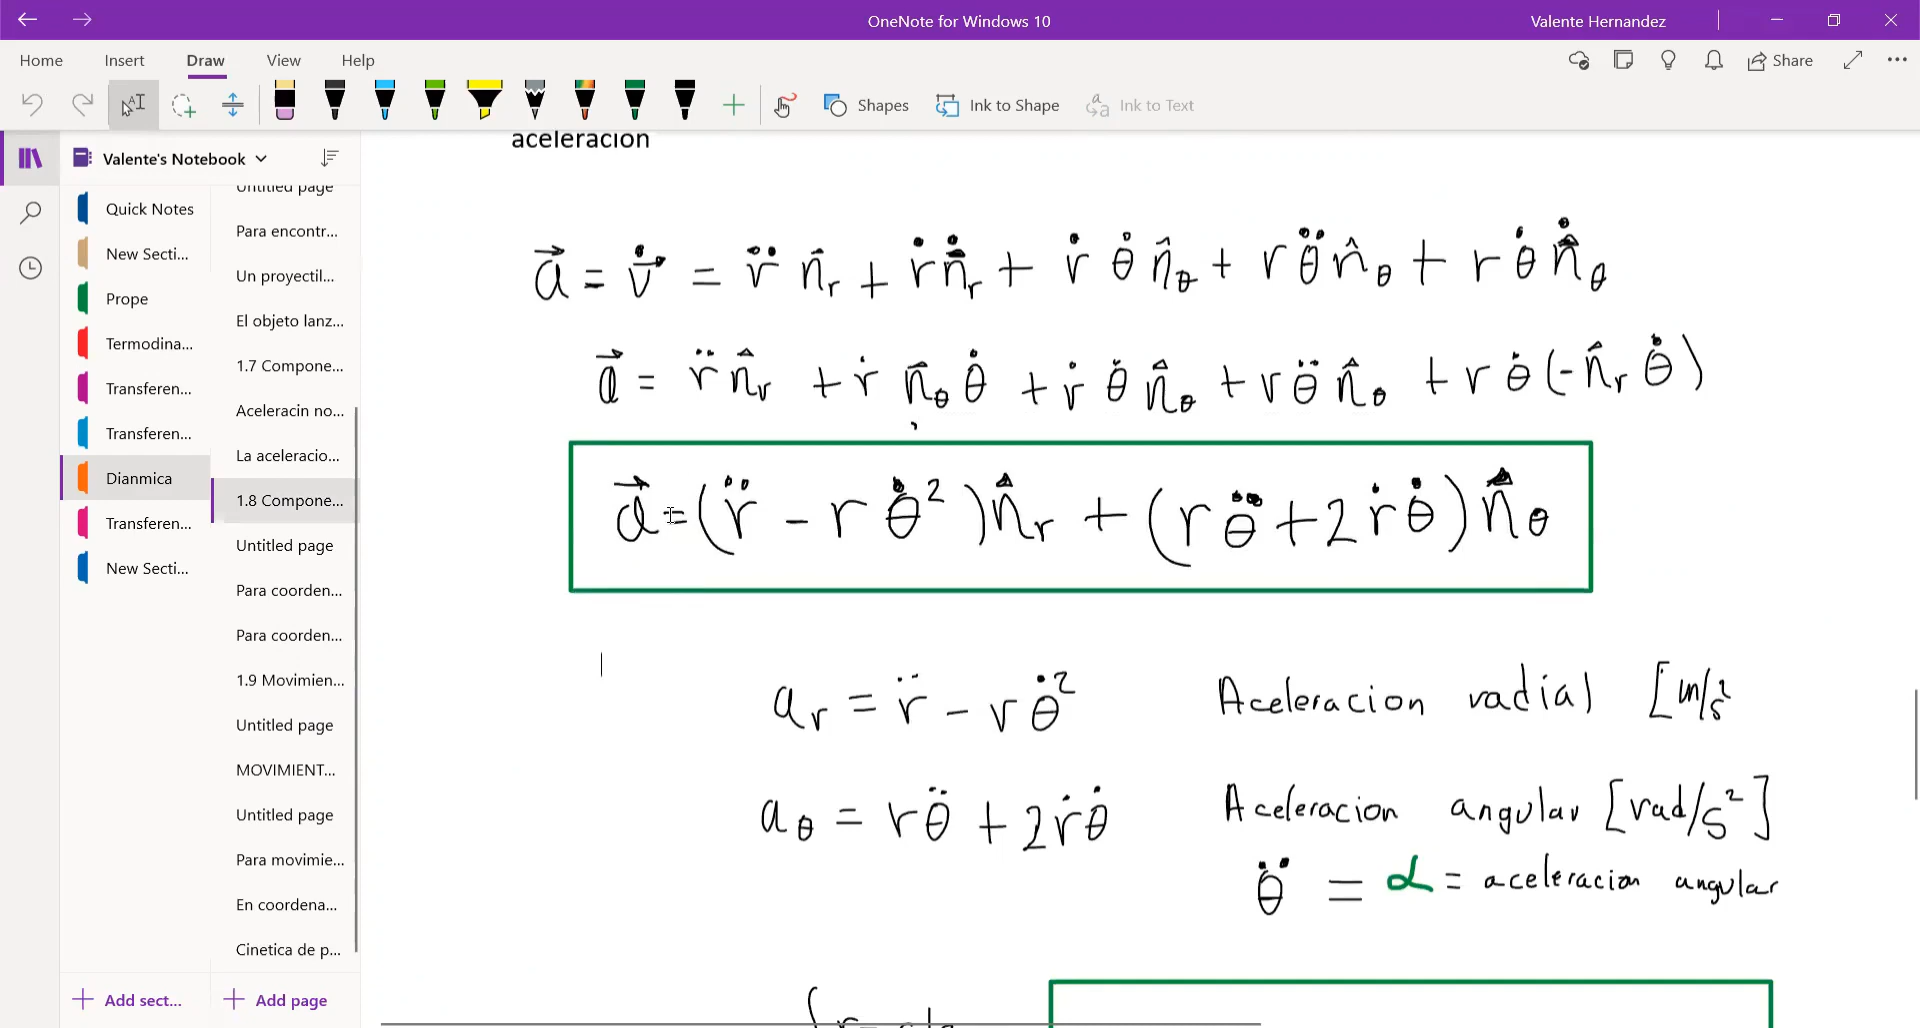 OneNote for Windows 10
Valente Hernandez
Home Insert Draw View Help
Share
Shapes
Ink to Shape
Ink to Text
Valente's Notebook
Quick Notes
New Secti...
Prope
Termodina...
Transferen...
Transferen...
Dianmica
Transferen...
New Secti...
Add sect...
Untitled page
Para encontr...
Un proyectil...
El objeto lanz...
1.7 Compone...
Aceleracin no...
La aceleracio...
1.8 Compone...
Untitled page
Para coorden...
Para coorden...
1.9 Movimien...
Untitled page
MOVIMIENT...
Untitled page
Para movimie...
En coordena...
Cinetica de p...
Add page
aceleracion
a⃗ = v⃗̇ = r̈ n̂r + ṙ n̂̇r + ṙ θ̇ n̂θ + r θ̈ n̂θ + r θ̇ n̂̇θ
a⃗ = r̈ n̂r + ṙ n̂θ θ̇ + ṙ θ̇ n̂θ + r θ̈ n̂θ + r θ̇ (-n̂r θ̇)
a⃗ = (r̈ - r θ̇²) n̂r + (r θ̈ + 2 ṙ θ̇) n̂θ
ar = r̈ - r θ̇² Aceleracion radial [m/s²
aθ = r θ̈ + 2 ṙ θ̇ Aceleracion angular [rad/s²]
θ̈ = α = aceleracion angular